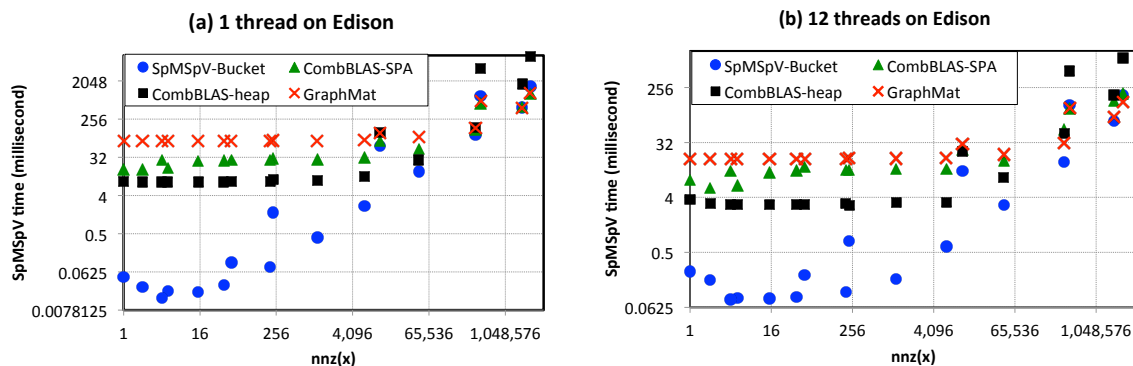 (a) 1 thread on Edison
SpMSpV time (millisecond)
2048
256
32
4
0.5
0.0625
0.0078125
SpMSpV-Bucket
CombBLAS-SPA
CombBLAS-heap
GraphMat
1
16
256
4,096
65,536
1,048,576
nnz(x)
(b) 12 threads on Edison
SpMSpV time (millisecond)
256
32
4
0.5
0.0625
SpMSpV-Bucket
CombBLAS-SPA
CombBLAS-heap
GraphMat
1
16
256
4,096
65,536
1,048,576
nnz(x)